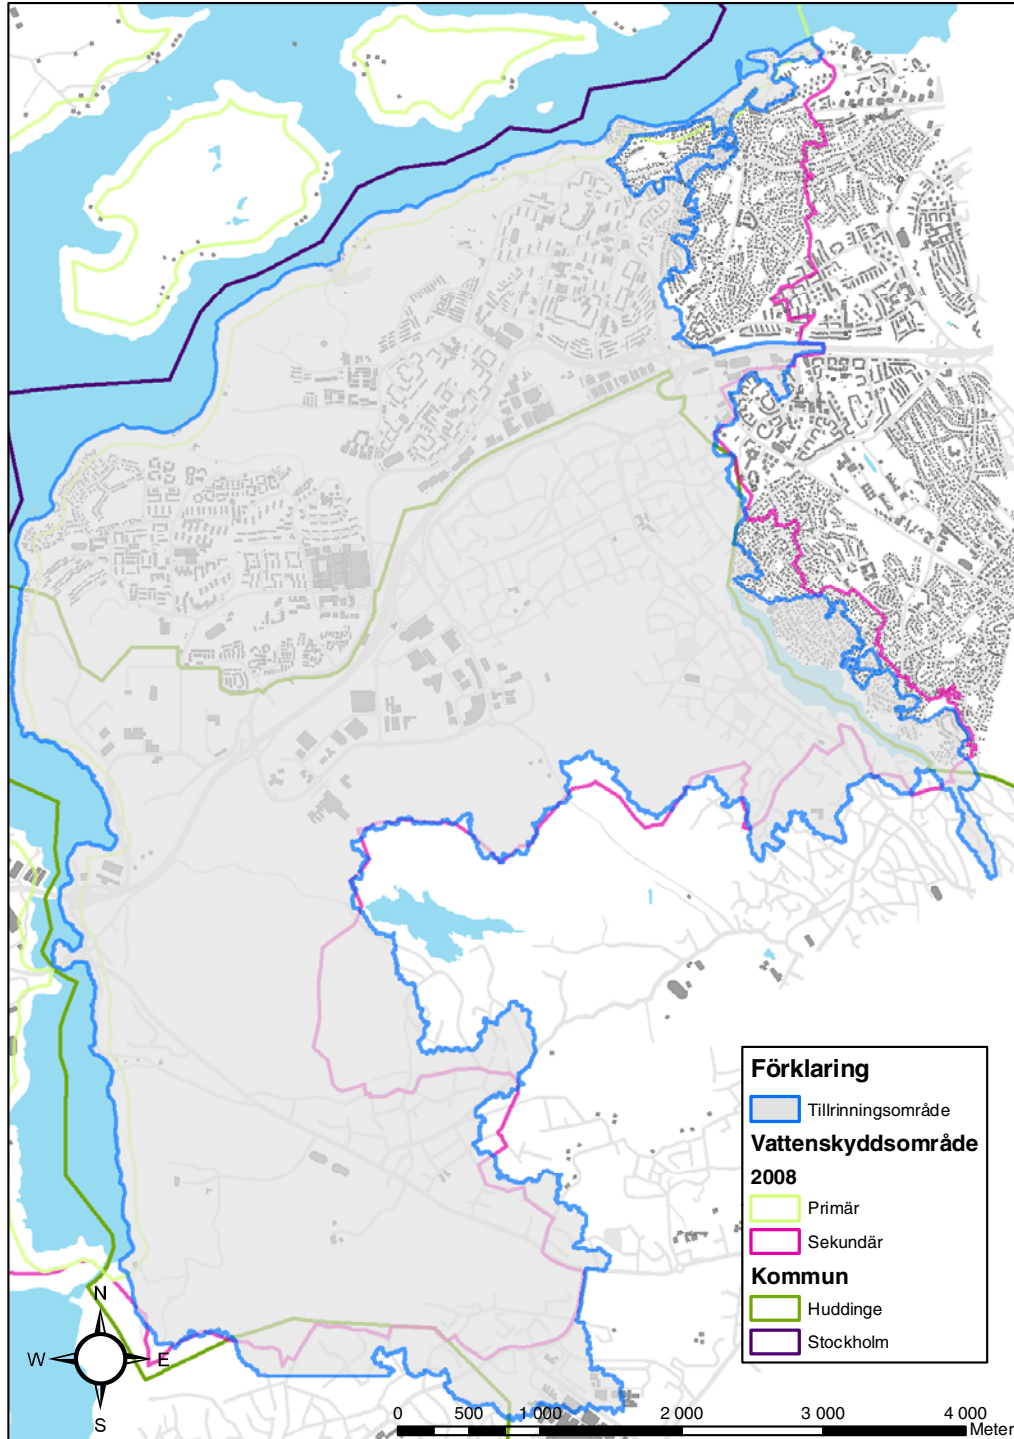 Förklaring
Tillrinningsområde
Vattenskyddsområde
2008
Primär
Sekundär
Kommun
Huddinge
Stockholm
N
W
E
S
0 500 1 000 2 000 3 000 4 000
Meter